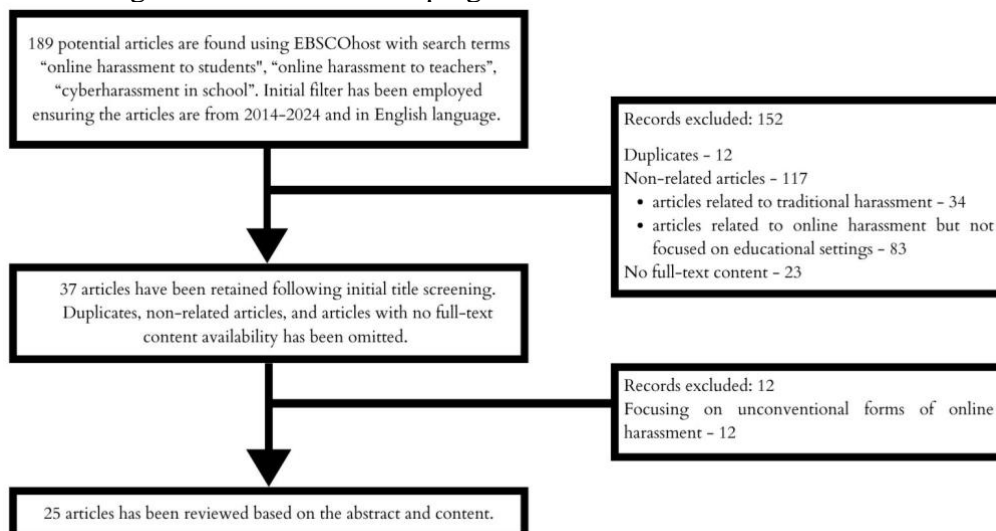 189 potential articles are found using EBSCOhost with search terms
“online harassment to students", “online harassment to teachers”,
“cyberharassment in school”. Initial filter has been employed
ensuring the articles are from 2014-2024 and in English language.
Records excluded: 152
Duplicates - 12
Non-related articles - 117
• articles related to traditional harassment - 34
• articles related to online harassment but not
focused on educational settings - 83
No full-text content - 23
37 articles have been retained following initial title screening.
Duplicates, non-related articles, and articles with no full-text
content availability has been omitted.
Records excluded: 12
Focusing on unconventional forms of online
harassment - 12
25 articles has been reviewed based on the abstract and content.